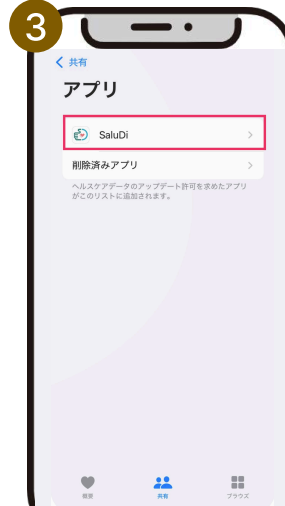 3
共有
アプリ
SaluDi
削除済みアプリ
ヘルスケアデータのアップデート許可を求めたアプリ
がこのリストに追加されます。
概要
共有
ブラウズ